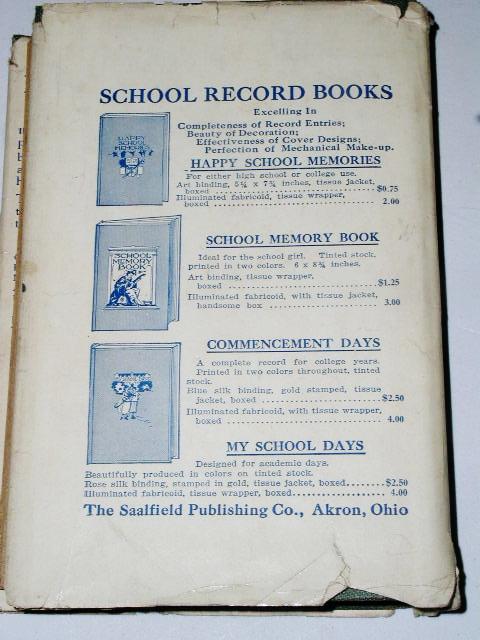 SCHOOL RECORD BOOKS
Excelling In
Completeness of Record Entries;
Beauty of Decoration;
Effectiveness of Cover Designs;
Perfection of Mechanical Make-up.
HAPPY SCHOOL MEMORIES
HAPPY
SCHOOL
MEMORIES
For either high school or college use.
Art binding, 5¼ x 7¾ inches, tissue jacket,
boxed ................................ $0.75
Illuminated fabricoid, tissue wrapper,
boxed ................................ 2.00
SCHOOL MEMORY BOOK
SCHOOL
MEMORY
BOOK
Ideal for the school girl. Tinted stock,
printed in two colors. 6 x 8¾ inches.
Art binding, tissue wrapper,
boxed ................................ $1.25
Illuminated fabricoid, with tissue jacket,
handsome box ........................ 3.00
COMMENCEMENT DAYS
A complete record for college years.
Printed in two colors throughout, tinted
stock.
Blue silk binding, gold stamped, tissue
jacket, boxed ........................ $2.50
Illuminated fabricoid, with tissue wrapper,
boxed ................................ 4.00
MY SCHOOL DAYS
Designed for academic days.
Beautifully produced in colors on tinted stock.
Rose silk binding, stamped in gold, tissue jacket, boxed........$2.50
Illuminated fabricoid, tissue wrapper, boxed.................... 4.00
The Saalfield Publishing Co., Akron, Ohio